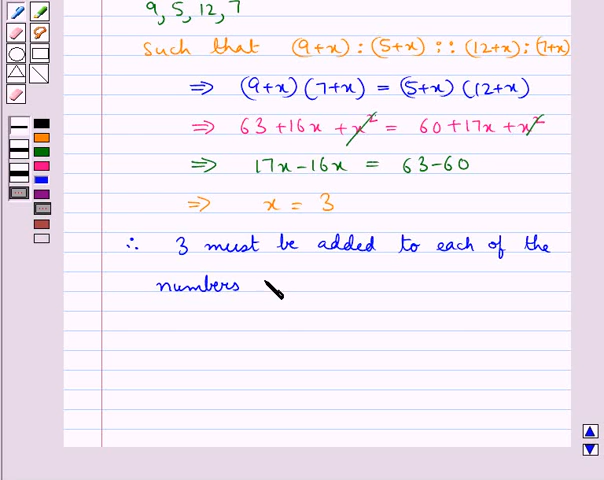 9, 5, 12, 7
Such that (9+x) : (5+x) :: (12+x) : (7+x)
⇒ (9+x) (7+x) = (5+x) (12+x)
⇒ 63 + 16x + x² = 60 + 17x + x²
⇒ 17x - 16x = 63 - 60
⇒ x = 3
∴ 3 must be added to each of the
numbers